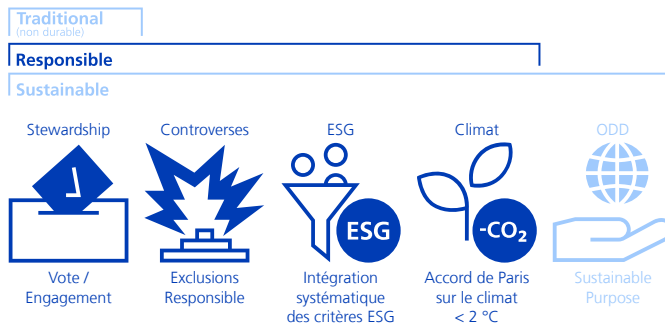 Traditional
(non durable)
Responsible
Sustainable
Stewardship
Controverses
ESG
Climat
ODD
ESG
-CO₂
Vote /
Engagement
Exclusions
Responsible
Intégration
systématique
des critères ESG
Accord de Paris
sur le climat
< 2 °C
Sustainable
Purpose